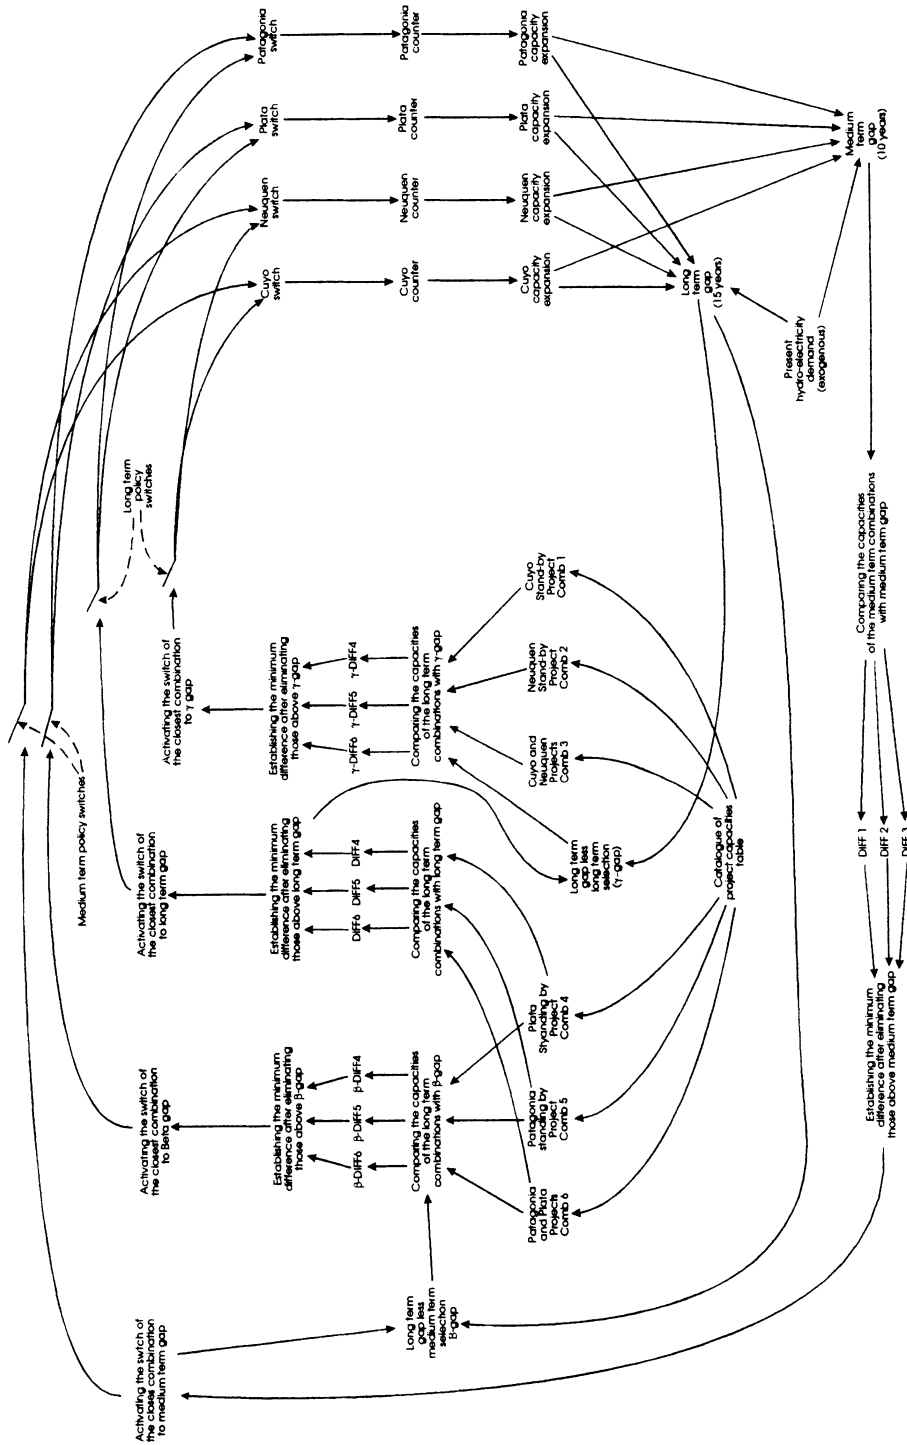 Activating the swtch of
the closes combination
to medium term gap
Activating the switch of
the closest combination
to Beta gap
Activating the switch of
the closest combination
to long term gap
Medium term policy switches
Activating the switch of
the closest combination
to γ gap
Long term
policy
switches
Patagonia
switch
Plata
switch
Neuquen
switch
Cuyo
switch
Patagonia
counter
Plata
counter
Neuquen
counter
Cuyo
counter
Patagonia
capacity
expansion
Plata
capacity
expansion
Neuquen
capacity
expansion
Cuyo
capacity
expansion
Establishing the minimum
difference after eliminating
those above β-gap
β-DIFF6
β-DIFF5
β-DIFF4
Comparing the capacities
of the long term
combinations with β-gap
Establishing the minimum
difference after eliminating
those above long term gap
DIFF6
DIFF5
DIFF4
Comparing the capacities
of the long term
combinations with long term gap
Establishing the minimum
difference after eliminating
those above γ-gap
γ-DIFF6
γ-DIFF5
γ-DIFF4
Comparing the capacities
of the long term
combinations with γ-gap
Long term
gap less
medium term
selection
β-gap
Patagonia
and Plata
Projects
Comb 6
Patagonia
standing by
Project
Comb 5
Plata
Styanding by
Project
Comb 4
Long term
gap less
long term
selection
(γ-gap)
Cuyo and
Neuquen
Projects
Comb 3
Neuquen
Stand-by
Project
Comb 2
Cuyo
Stand-by
Project
Comb 1
Catalogue of
project capacities
table
Long
term
gap
(15 years)
Present
hydro-electricity
demand
(exogenous)
Medium
term
gap
(10 years)
Comparing the capacities
of the medium term combinations
with medium term gap
DIFF 1
DIFF 2
DIFF 3
Establishing the minimum
difference after eliminating
those above medium term gap